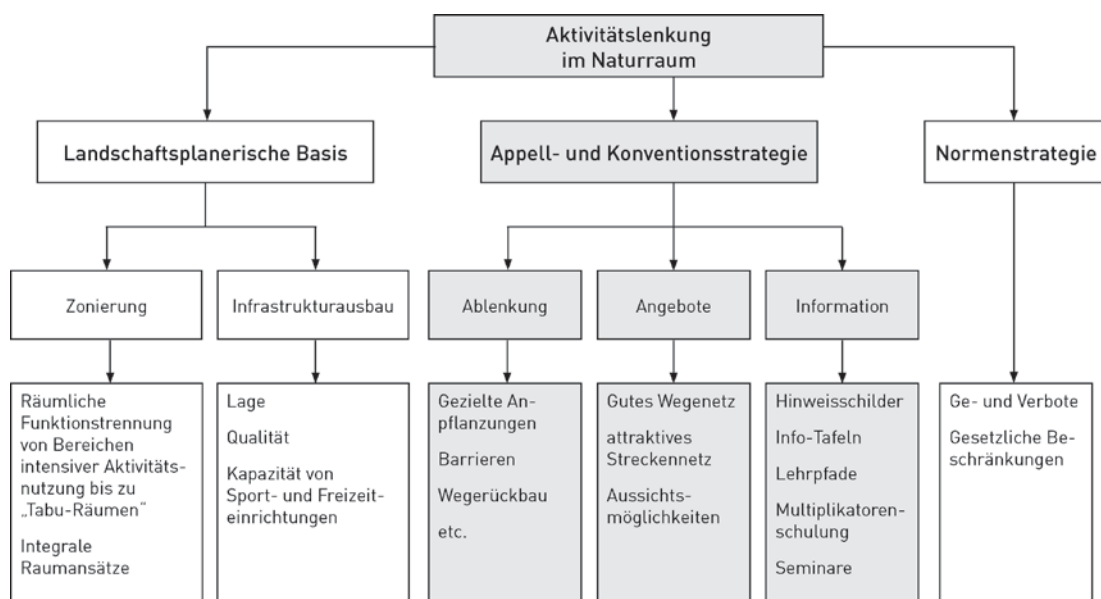 Aktivitätslenkung
im Naturraum
Landschaftsplanerische Basis
Appell- und Konventionsstrategie
Normenstrategie
Zonierung
Infrastrukturausbau
Ablenkung
Angebote
Information
Räumliche
Funktionstrennung
von Bereichen
intensiver Aktivitäts-
nutzung bis zu
„Tabu-Räumen“
Integrale
Raumansätze
Lage
Qualität
Kapazität von
Sport- und Freizeit-
einrichtungen
Gezielte An-
pflanzungen
Barrieren
Wegerückbau
etc.
Gutes Wegenetz
attraktives
Streckennetz
Aussichts-
möglichkeiten
Hinweisschilder
Info-Tafeln
Lehrpfade
Multiplikatoren-
schulung
Seminare
Ge- und Verbote
Gesetzliche Be-
schränkungen